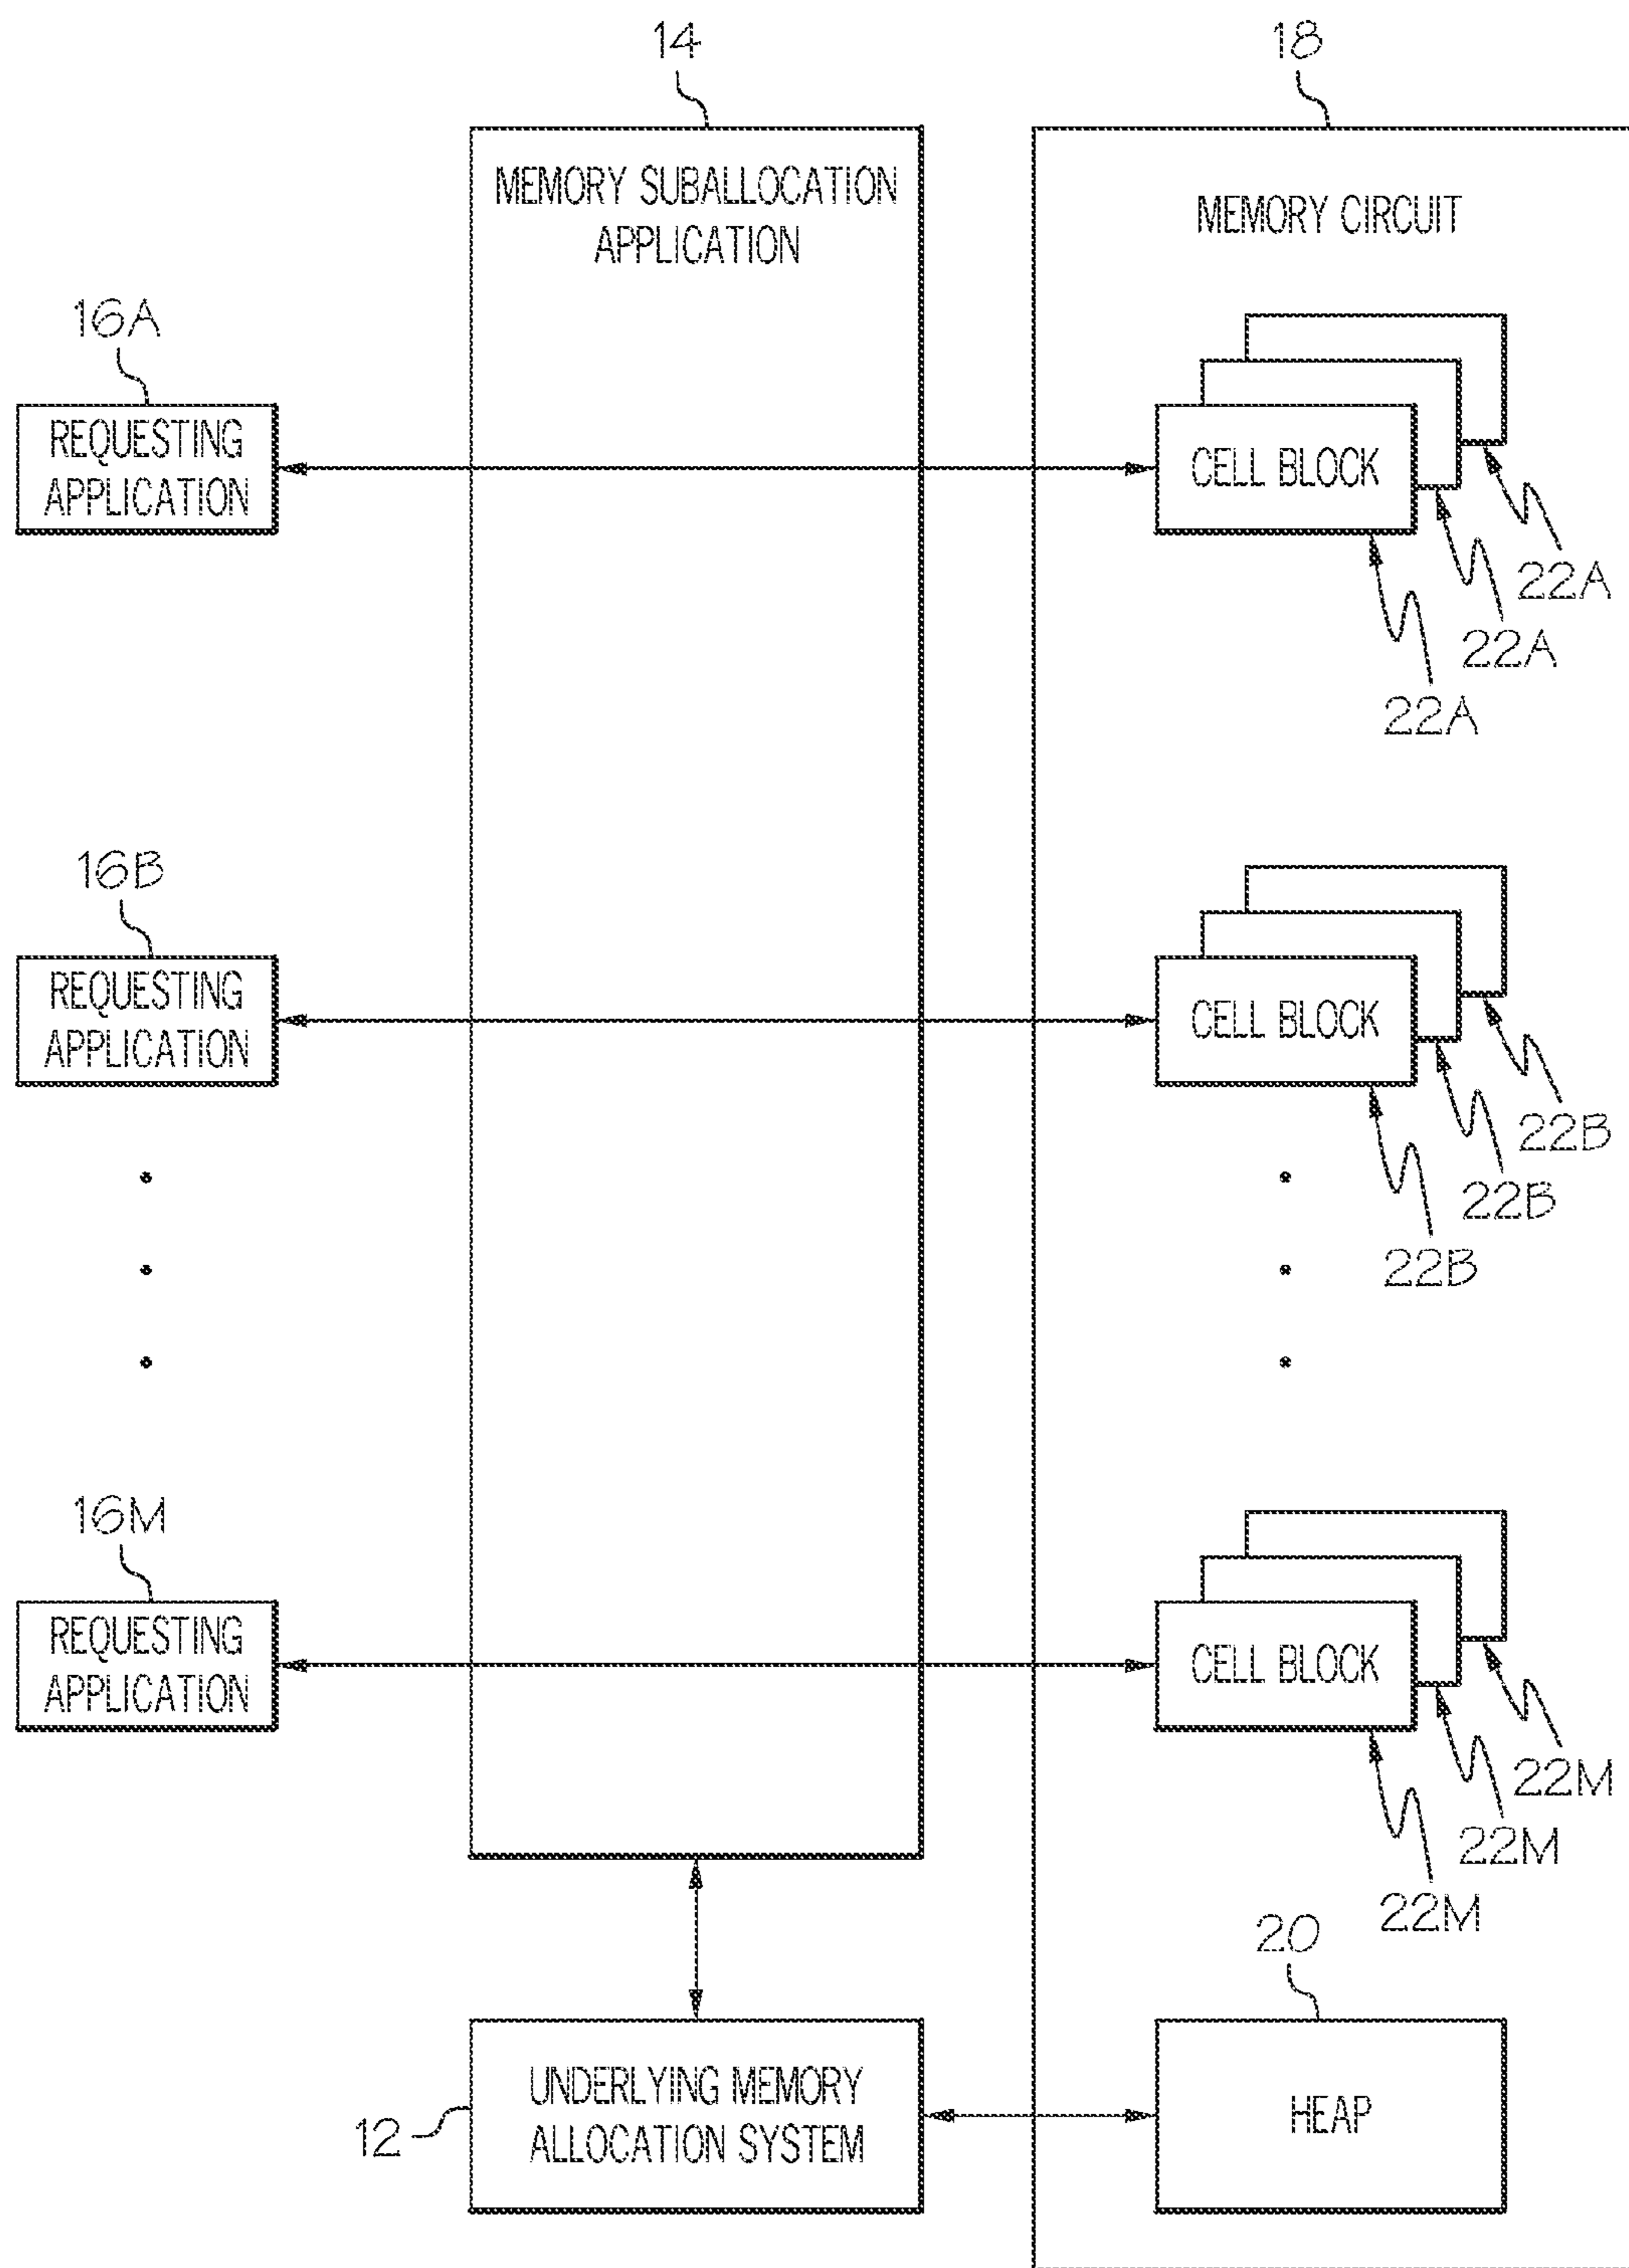 14
18
MEMORY SUBALLOCATION
APPLICATION
MEMORY CIRCUIT
16A
REQUESTING
APPLICATION
CELL BLOCK
22A
22A
22A
16B
REQUESTING
APPLICATION
CELL BLOCK
22B
22B
22B
16M
REQUESTING
APPLICATION
CELL BLOCK
22M
22M
22M
20
12
UNDERLYING MEMORY
ALLOCATION SYSTEM
HEAP